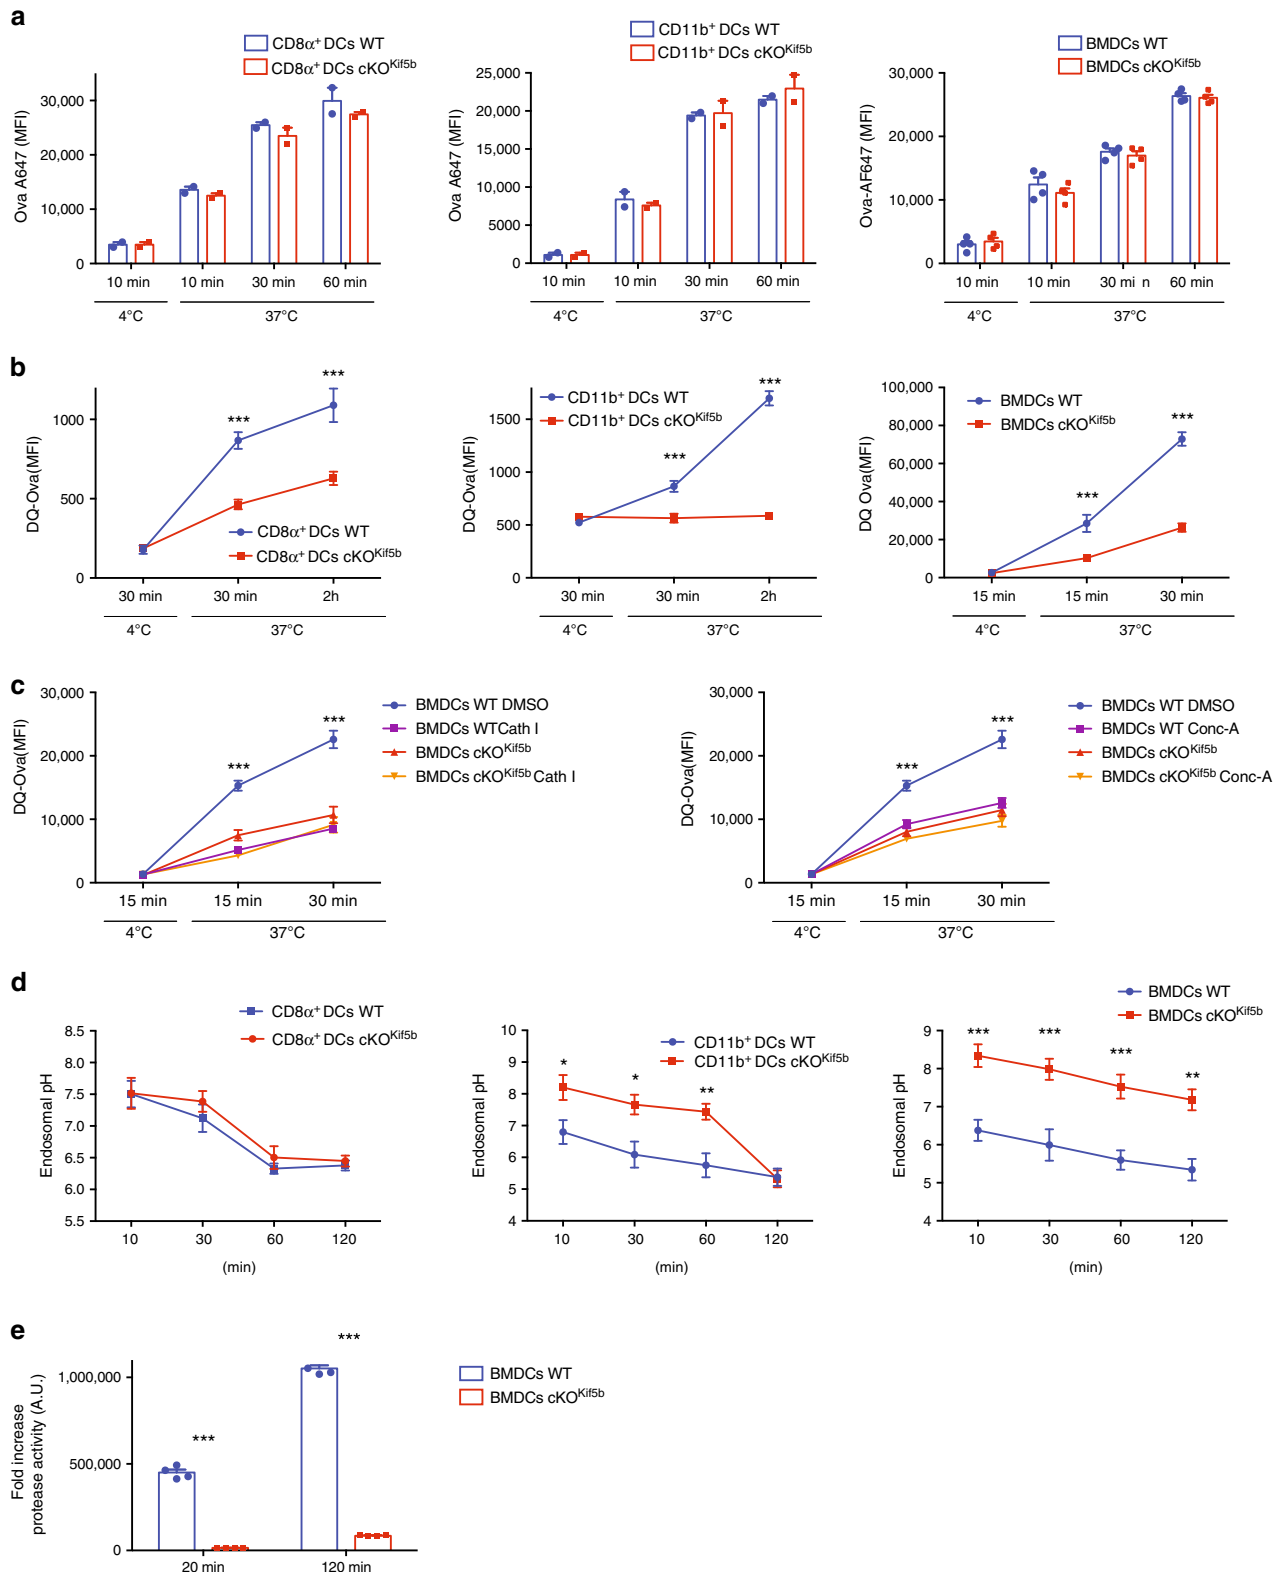 a
CD8α+ DCs WT
CD8α+ DCs cKOKif5b
Ova A647 (MFI)
30,000
20,000
10,000
0
10 min 10 min 30 min 60 min
4°C 37°C
CD11b+ DCs WT
CD11b+ DCs cKOKif5b
Ova A647 (MFI)
25,000
20,000
15,000
10,000
5000
0
10 min 10 min 30 min 60 min
4°C 37°C
BMDCs WT
BMDCs cKOKif5b
Ova-AF647 (MFI)
30,000
20,000
10,000
0
10 min 10 min 30 mi n 60 min
4°C 37°C
b
DQ-Ova(MFI)
1000
500
0
*** ***
CD8α+ DCs WT
CD8α+ DCs cKOKif5b
30 min 30 min 2h
4°C 37°C
DQ-Ova(MFI)
CD11b+ DCs WT
CD11b+ DCs cKOKif5b
1500
1000
500
0
*** ***
30 min 30 min 2h
4°C 37°C
DQ Ova(MFI)
BMDCs WT
BMDCs cKOKif5b
100,000
80,000
60,000
40,000
20,000
0
*** ***
15 min 15 min 30 min
4°C 37°C
c
DQ-Ova(MFI)
30,000
20,000
10,000
0
*** ***
BMDCs WT DMSO
BMDCs WTCath I
BMDCs cKOKif5b
BMDCs cKOKif5b Cath I
15 min 15 min 30 min
4°C 37°C
DQ-Ova(MFI)
30,000
20,000
10,000
0
*** ***
BMDCs WT DMSO
BMDCs WT Conc-A
BMDCs cKOKif5b
BMDCs cKOKif5b Conc-A
15 min 15 min 30 min
4°C 37°C
d
CD8α+ DCs WT
CD8α+ DCs cKOKif5b
Endosomal pH
8.5
8.0
7.5
7.0
6.5
6.0
5.5
10 30 60 120
(min)
CD11b+ DCs WT
CD11b+ DCs cKOKif5b
Endosomal pH
10
9
8
7
6
5
4
* * **
10 30 60 120
(min)
BMDCs WT
BMDCs cKOKif5b
Endosomal pH
9
8
7
6
5
4
*** *** *** **
10 30 60 120
(min)
e
Fold increase
protease activity (A.U.)
1,000,000
500,000
0
*** ***
BMDCs WT
BMDCs cKOKif5b
20 min 120 min